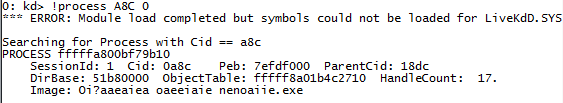 0: kd> !process A8C 0
*** ERROR: Module load completed but symbols could not be loaded for LiveKdD.SYS
Searching for Process with Cid == a8c
PROCESS fffffa800bf79b10
SessionId: 1 Cid: 0a8c Peb: 7efdf000 ParentCid: 18dc
DirBase: 51b80000 ObjectTable: fffff8a01b4c2710 HandleCount: 17.
Image: Oi?aaeaiea oaeeiaie nenoaiie.exe